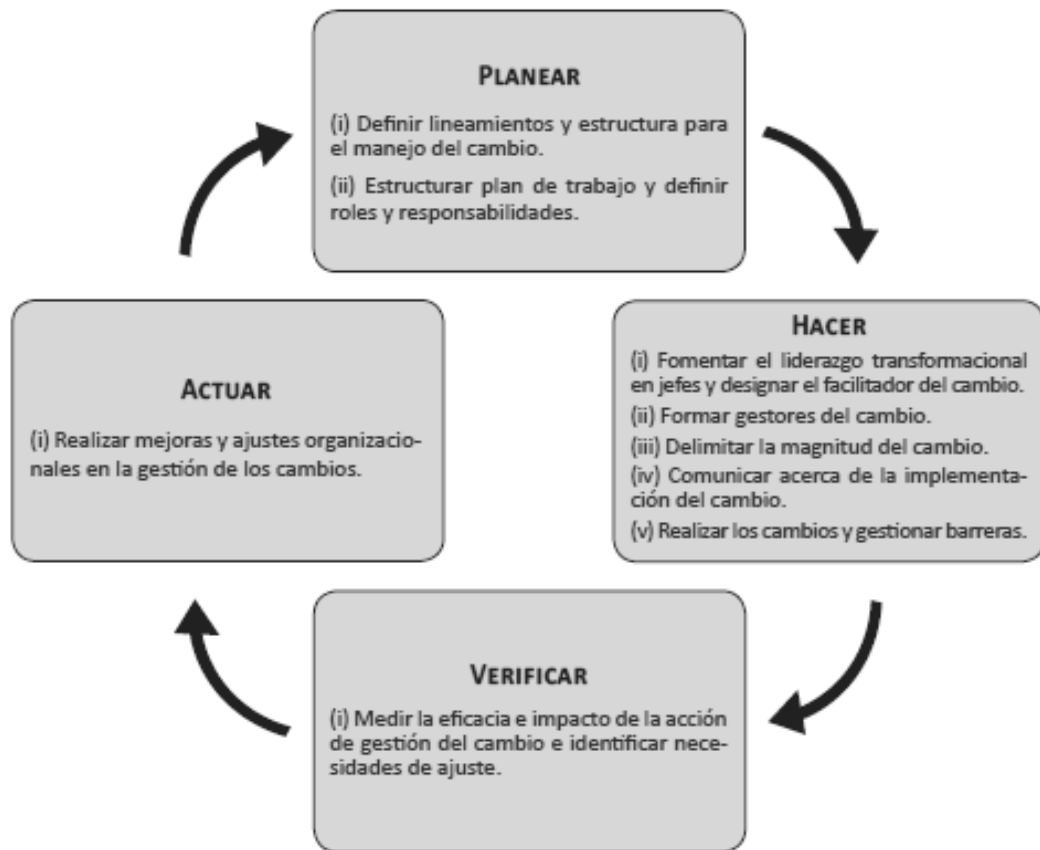 PLANEAR
(i) Definir lineamientos y estructura para
el manejo del cambio.
(ii) Estructurar plan de trabajo y definir
roles y responsabilidades.
HACER
(i) Fomentar el liderazgo transformacional
en jefes y designar el facilitador del cambio.
(ii) Formar gestores del cambio.
(iii) Delimitar la magnitud del cambio.
(iv) Comunicar acerca de la implementa-
ción del cambio.
(v) Realizar los cambios y gestionar barreras.
VERIFICAR
(i) Medir la eficacia e impacto de la acción
de gestión del cambio e identificar nece-
sidades de ajuste.
ACTUAR
(i) Realizar mejoras y ajustes organizacio-
nales en la gestión de los cambios.